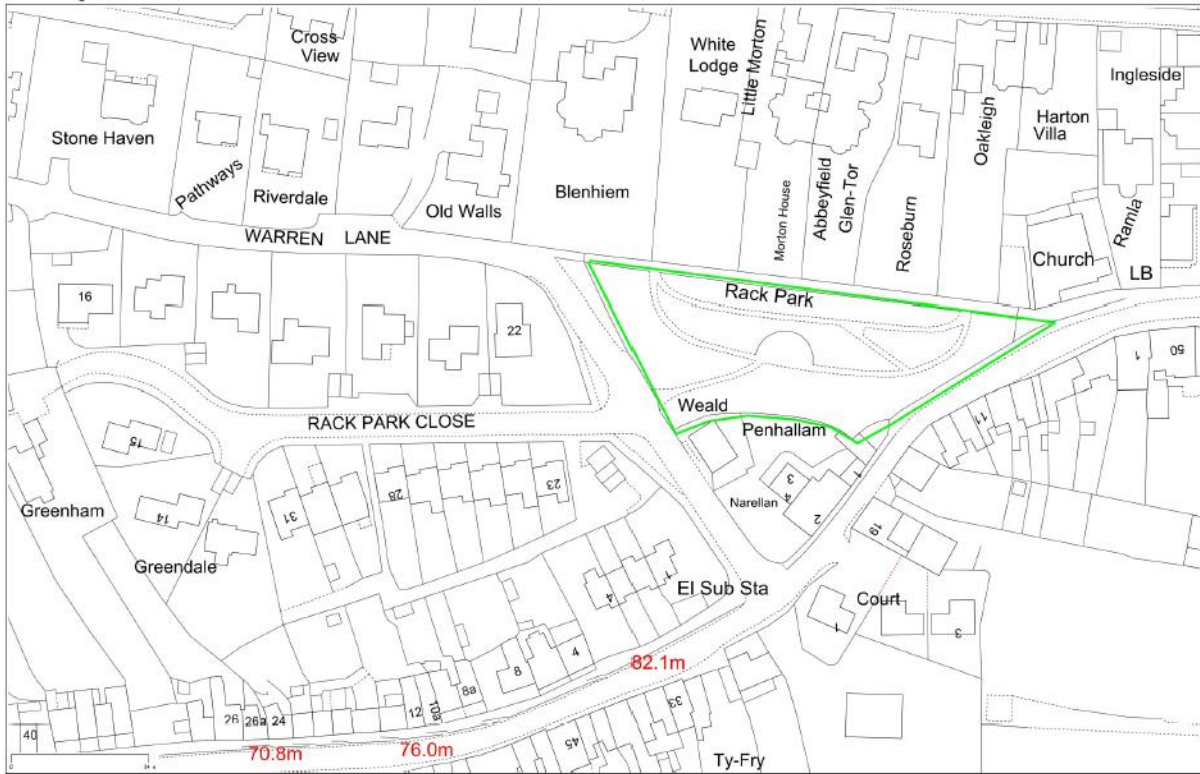 Cross
View
White
Lodge
Little Morton
Ingleside
Stone Haven
Oakleigh
Harton
Villa
Pathways
Riverdale
Old Walls
Blenhiem
Morton House
Abbeyfield
Glen-Tor
Roseburn
Ramla
WARREN LANE
Church
LB
16
22
Rack Park
1
50
RACK PARK CLOSE
Weald
Penhallam
11
15
28
23
3
4
1
Narellan
2
Greenham
14
31
19
Greendale
El Sub Sta
Court
4
1
1
3
8
4
82.1m
8a
33
26
26a
24
12
10a
40
70.8m
76.0m
45
Ty-Fry
0